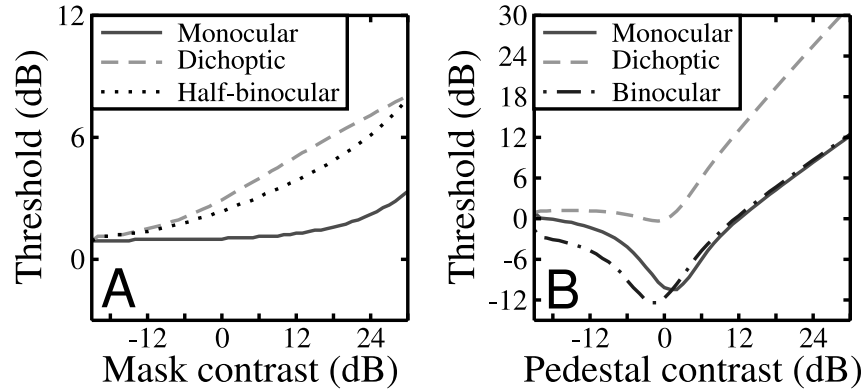 12
6
0
Threshold (dB)
Monocular
Dichoptic
Half-binocular
A
-12 0 12 24
Mask contrast (dB)
30
24
18
12
6
0
-6
-12
Threshold (dB)
Monocular
Dichoptic
Binocular
B
-12 0 12 24
Pedestal contrast (dB)